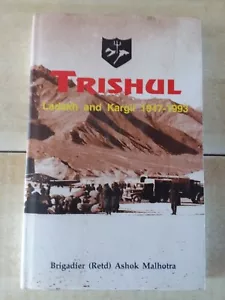 TRISHUL
Ladakh and Kargil 1947-1993
Brigadier (Retd) Ashok Malhotra